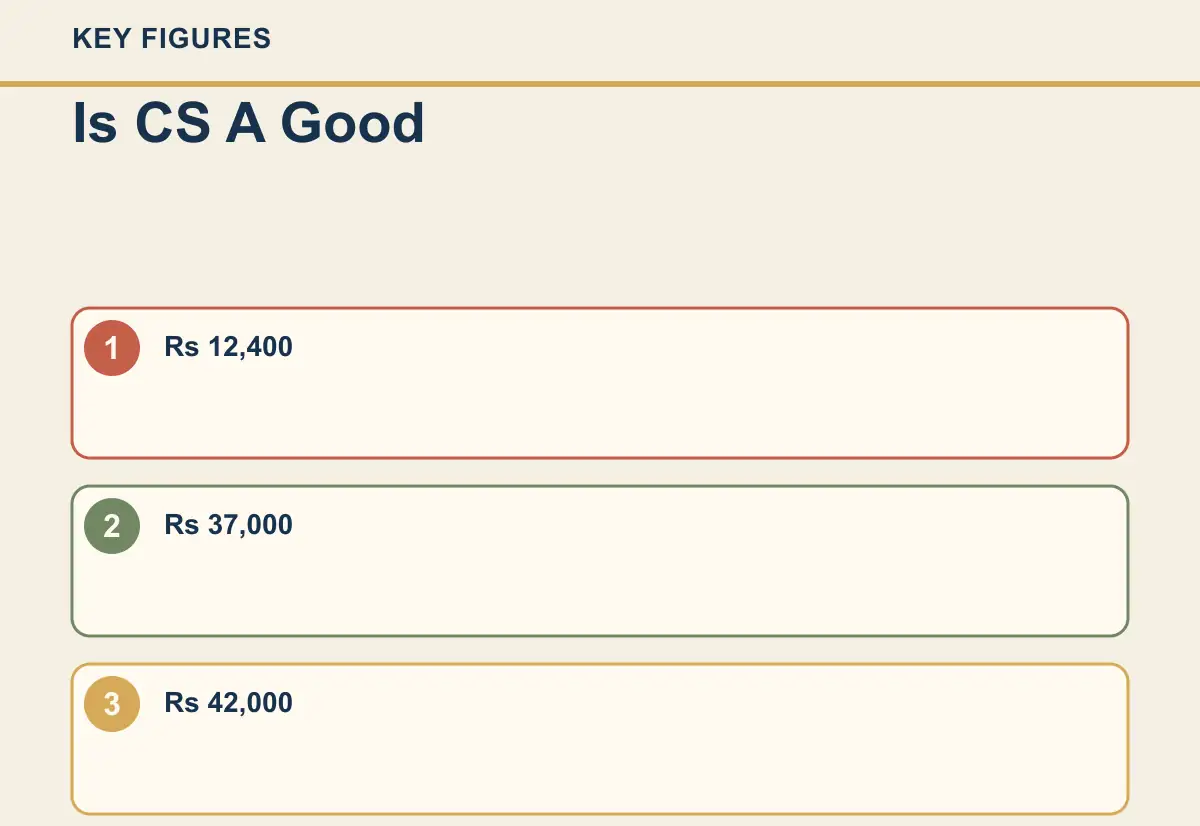 KEY FIGURES
Is CS A Good
1 Rs 12,400
2 Rs 37,000
3 Rs 42,000